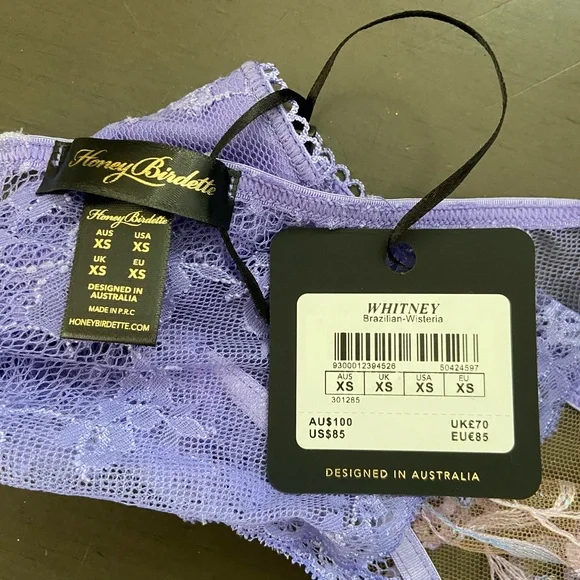 Honey Birdette
Honey Birdette
AUS USA
XS XS
UK EU
XS XS
DESIGNED IN
AUSTRALIA
MADE IN P.R.C
HONEYBIRDETTE.COM
WHITNEY
Brazilian-Wisteria
9300012394526 50424597
AUS UK USA EU
XS XS XS XS
301285
AU$100 UK£70
US$85 EU€85
DESIGNED IN AUSTRALIA